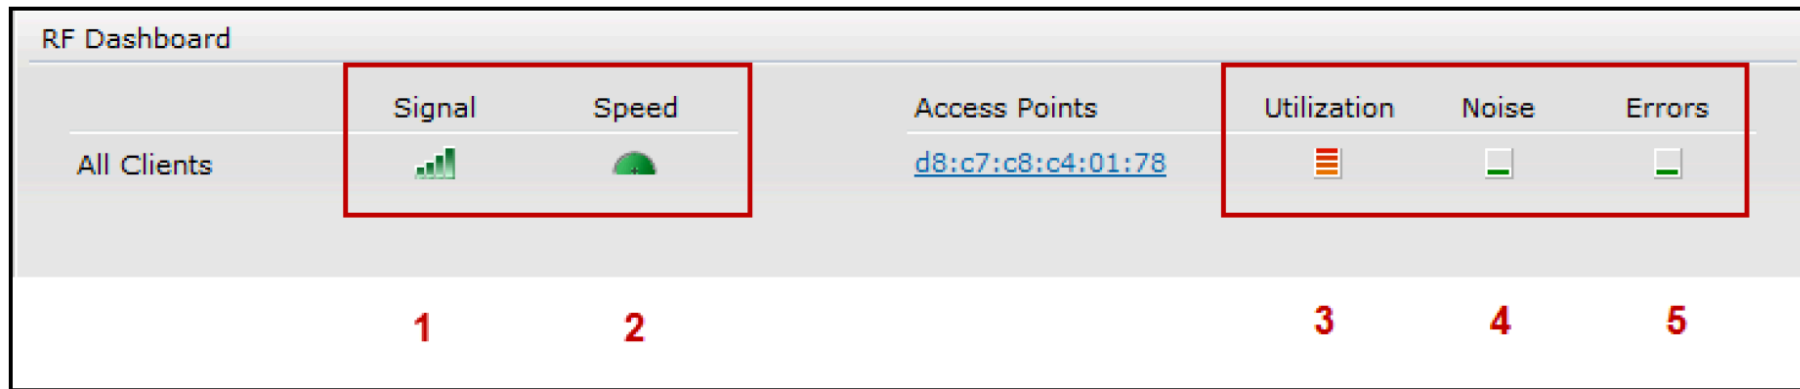 RF Dashboard
Signal Speed Access Points Utilization Noise Errors
All Clients d8:c7:c8:c4:01:78
1 2 3 4 5